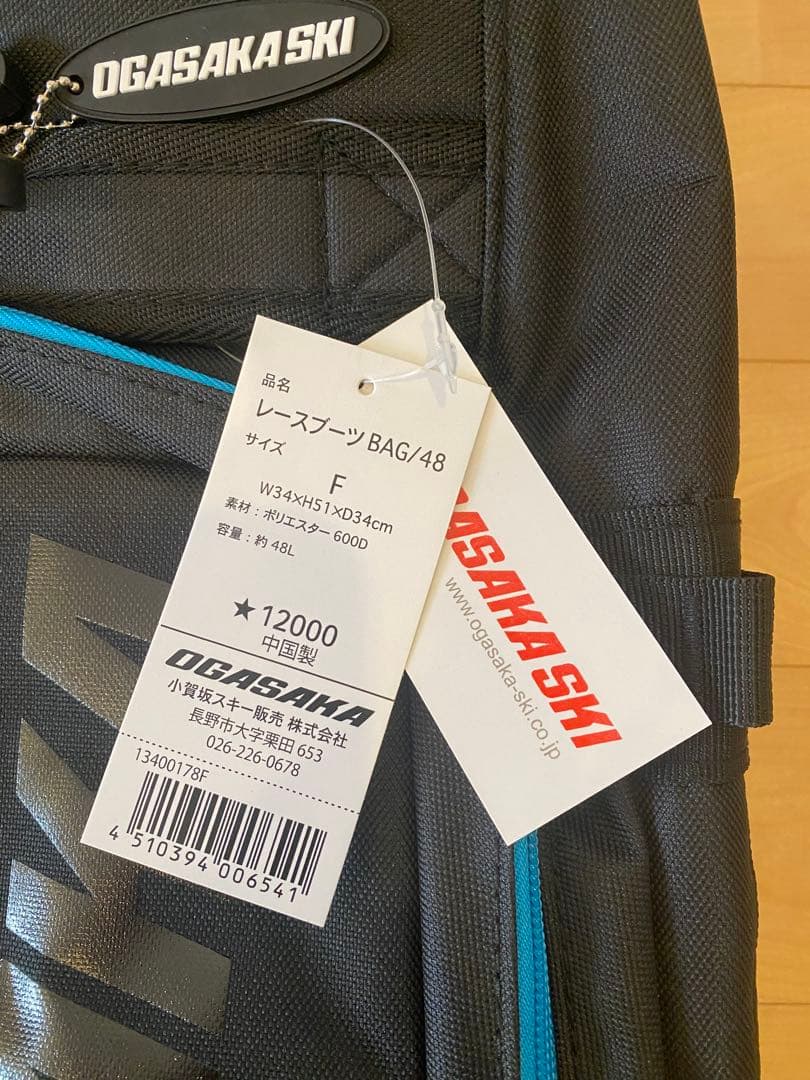 OGASAKA SKI
品名
レースブーツ BAG/48
サイズ
F
W34×H51×D34cm
素材：ポリエステル 600D
容量：約 48L
★12000
中国製
OGASAKA
小賀坂スキー販売 株式会社
長野市大字栗田 653
026-226-0678
13400178F
4 510394 006541
GASAKA SKI
www.ogasaka-ski.co.jp